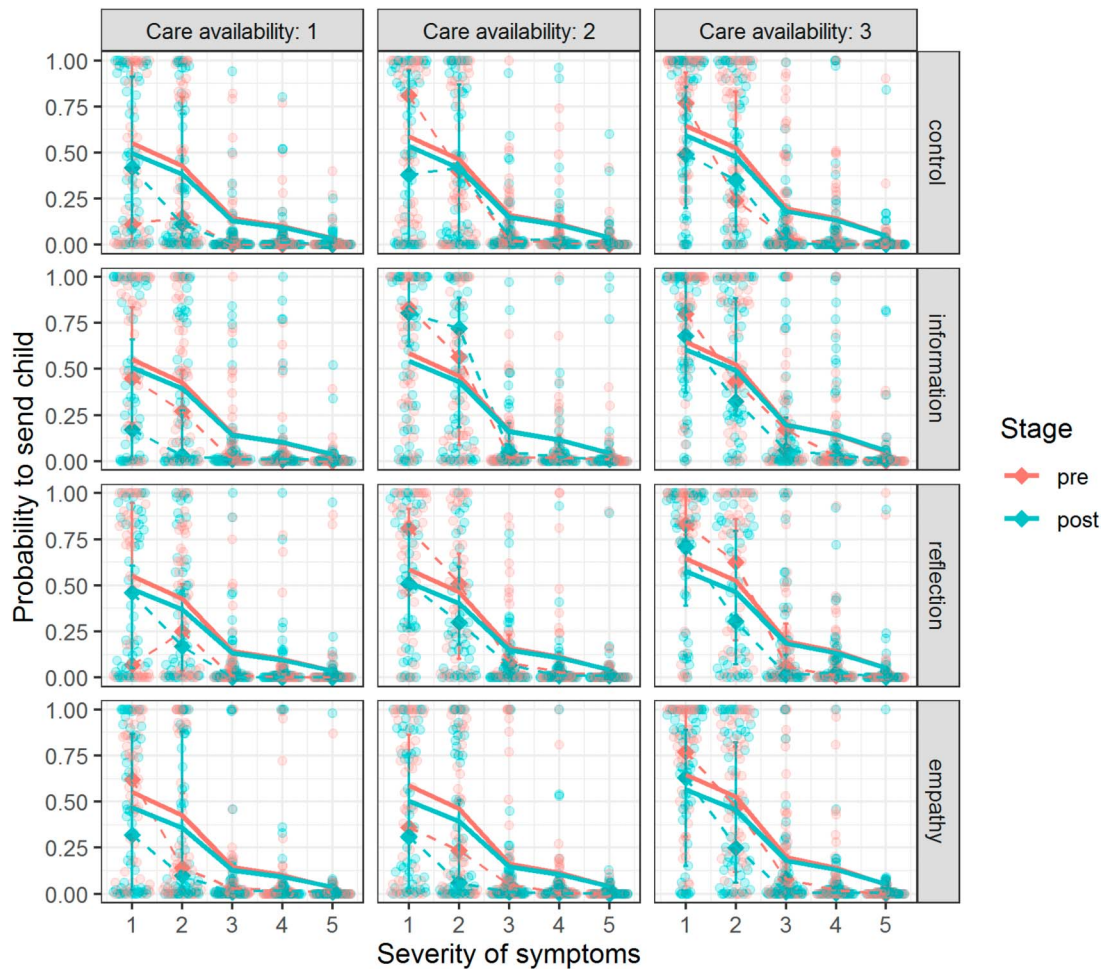 Care availability: 1
Care availability: 2
Care availability: 3
1.00
0.75
0.50
0.25
0.00
control
1.00
0.75
0.50
0.25
0.00
information
1.00
0.75
0.50
0.25
0.00
reflection
1.00
0.75
0.50
0.25
0.00
empathy
Probability to send child
1 2 3 4 5
1 2 3 4 5
1 2 3 4 5
Severity of symptoms
Stage
pre
post